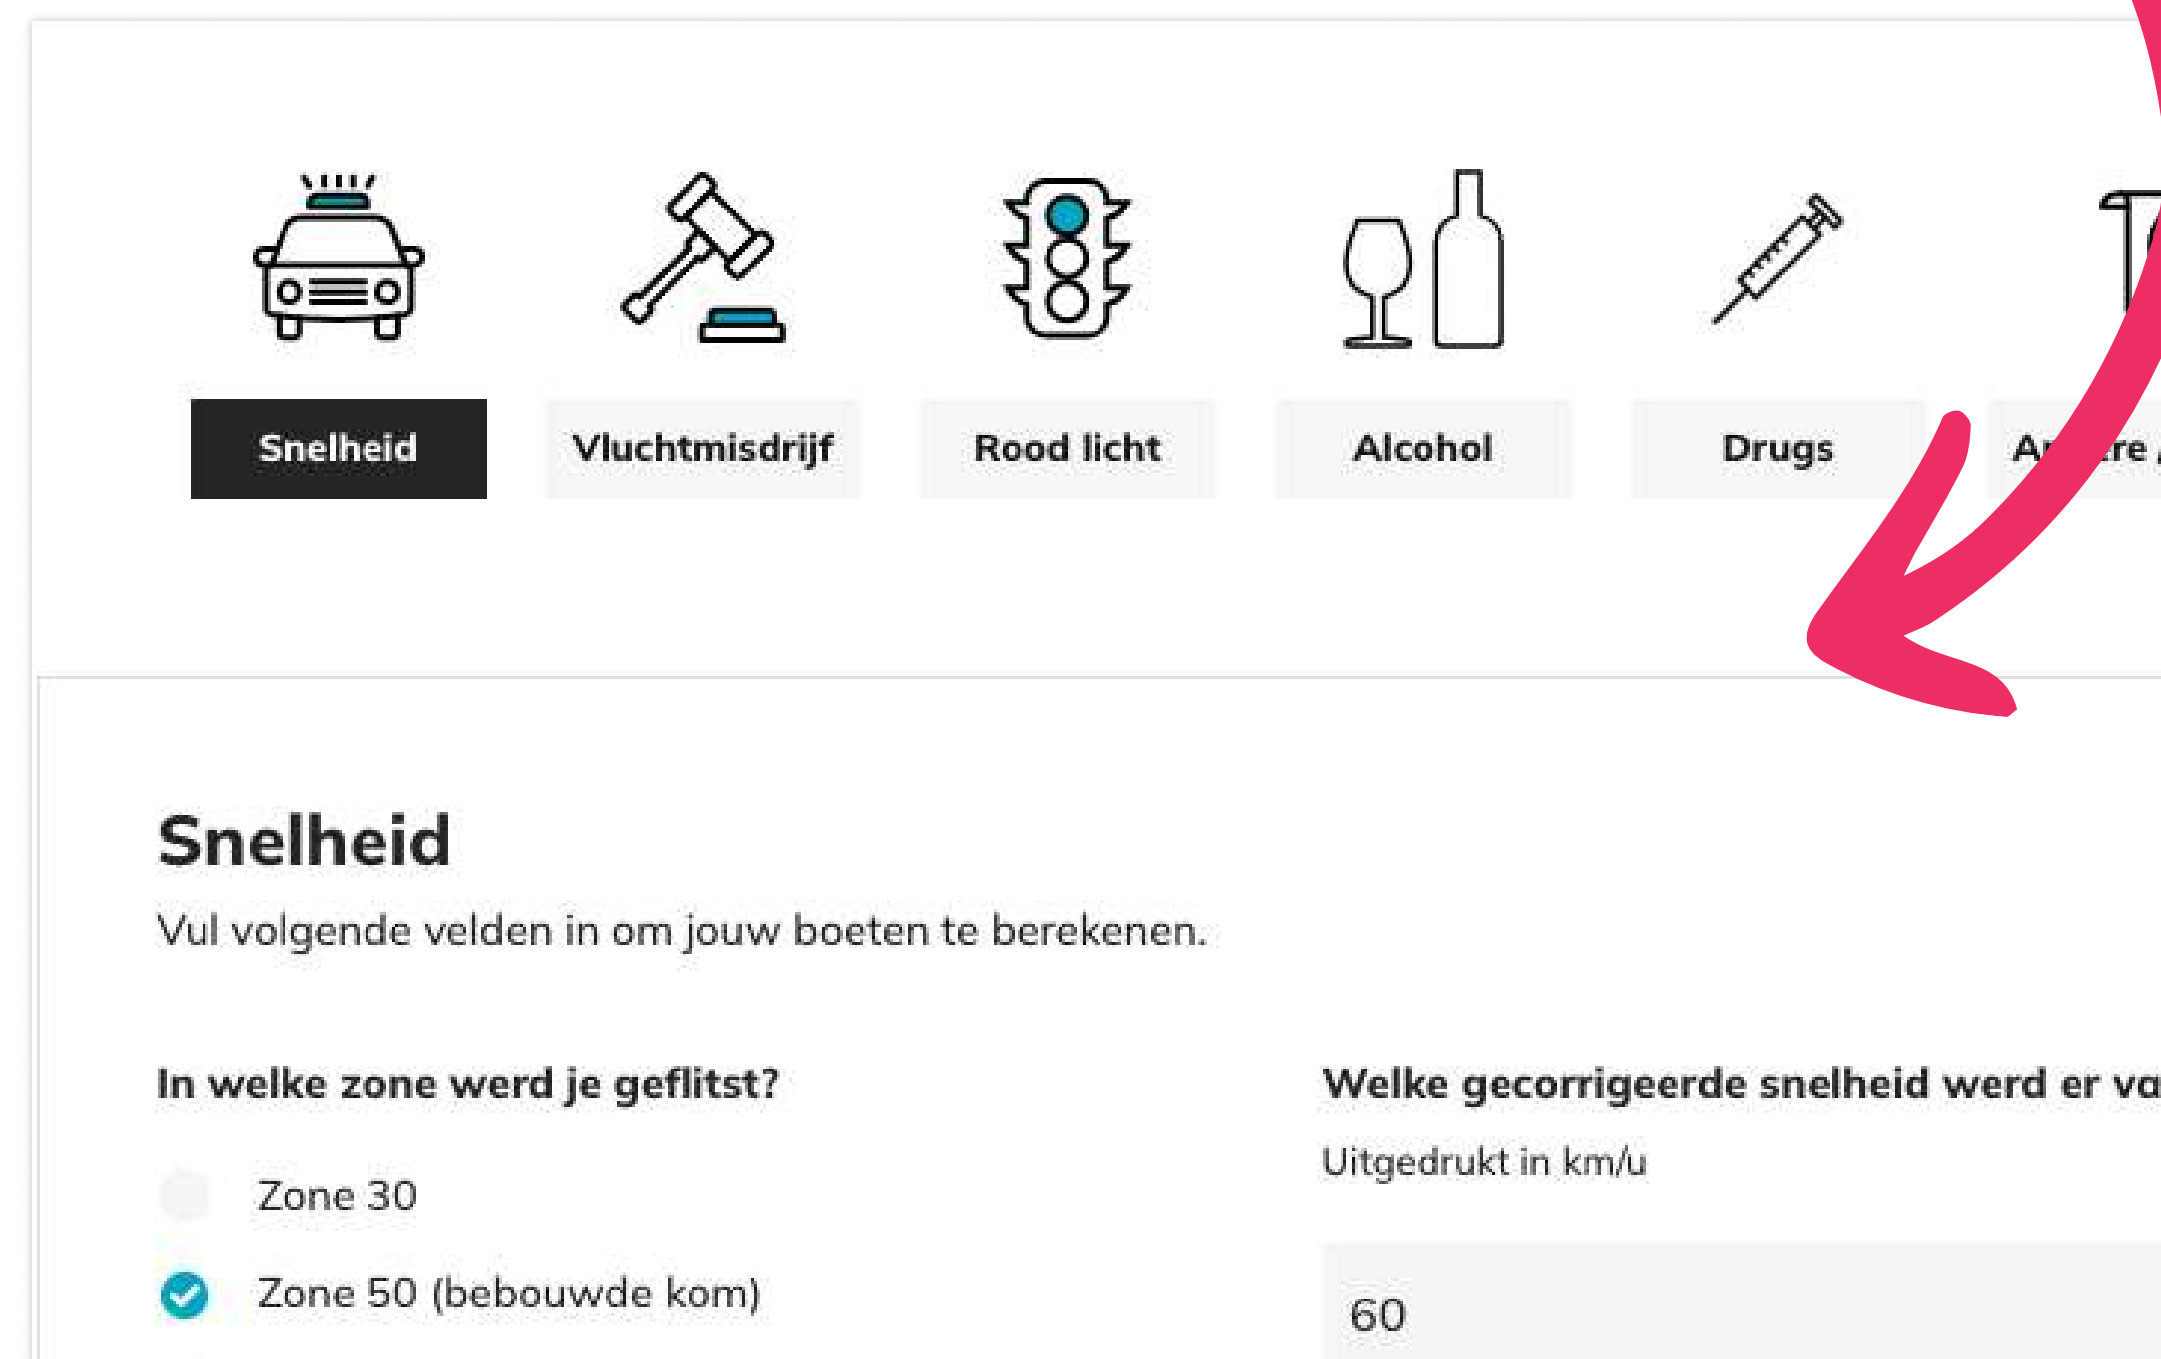 Snelheid
Vluchtmisdrijf
Rood licht
Alcohol
Drugs
Snelheid
Vul volgende velden in om jouw boeten te berekenen.
In welke zone werd je geflitst?
Welke gecorrigeerde snelheid werd er
Uitgedrukt in km/u
Zone 30
Zone 50 (bebouwde kom)
60